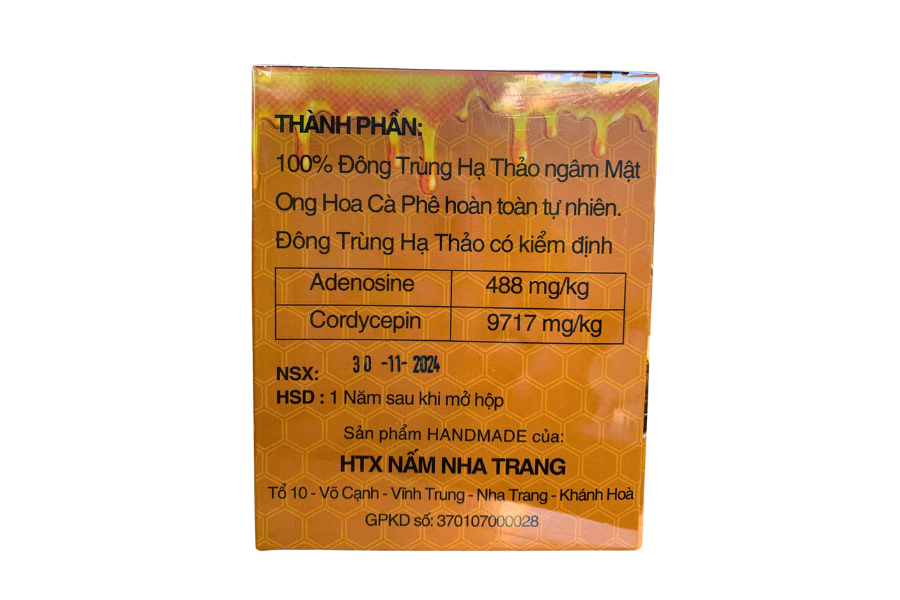 THÀNH PHẦN:
100% Đông Trùng Hạ Thảo ngâm Mật
Ong Hoa Cà Phê hoàn toàn tự nhiên.
Đông Trùng Hạ Thảo có kiểm định
Adenosine 488 mg/kg
Cordycepin 9717 mg/kg
NSX: 30 -11- 2024
HSD : 1 Năm sau khi mở hộp
Sản phẩm HANDMADE của:
HTX NẤM NHA TRANG
Tổ 10 - Võ Cạnh - Vĩnh Trung - Nha Trang - Khánh Hoà
GPKD số: 370107000028